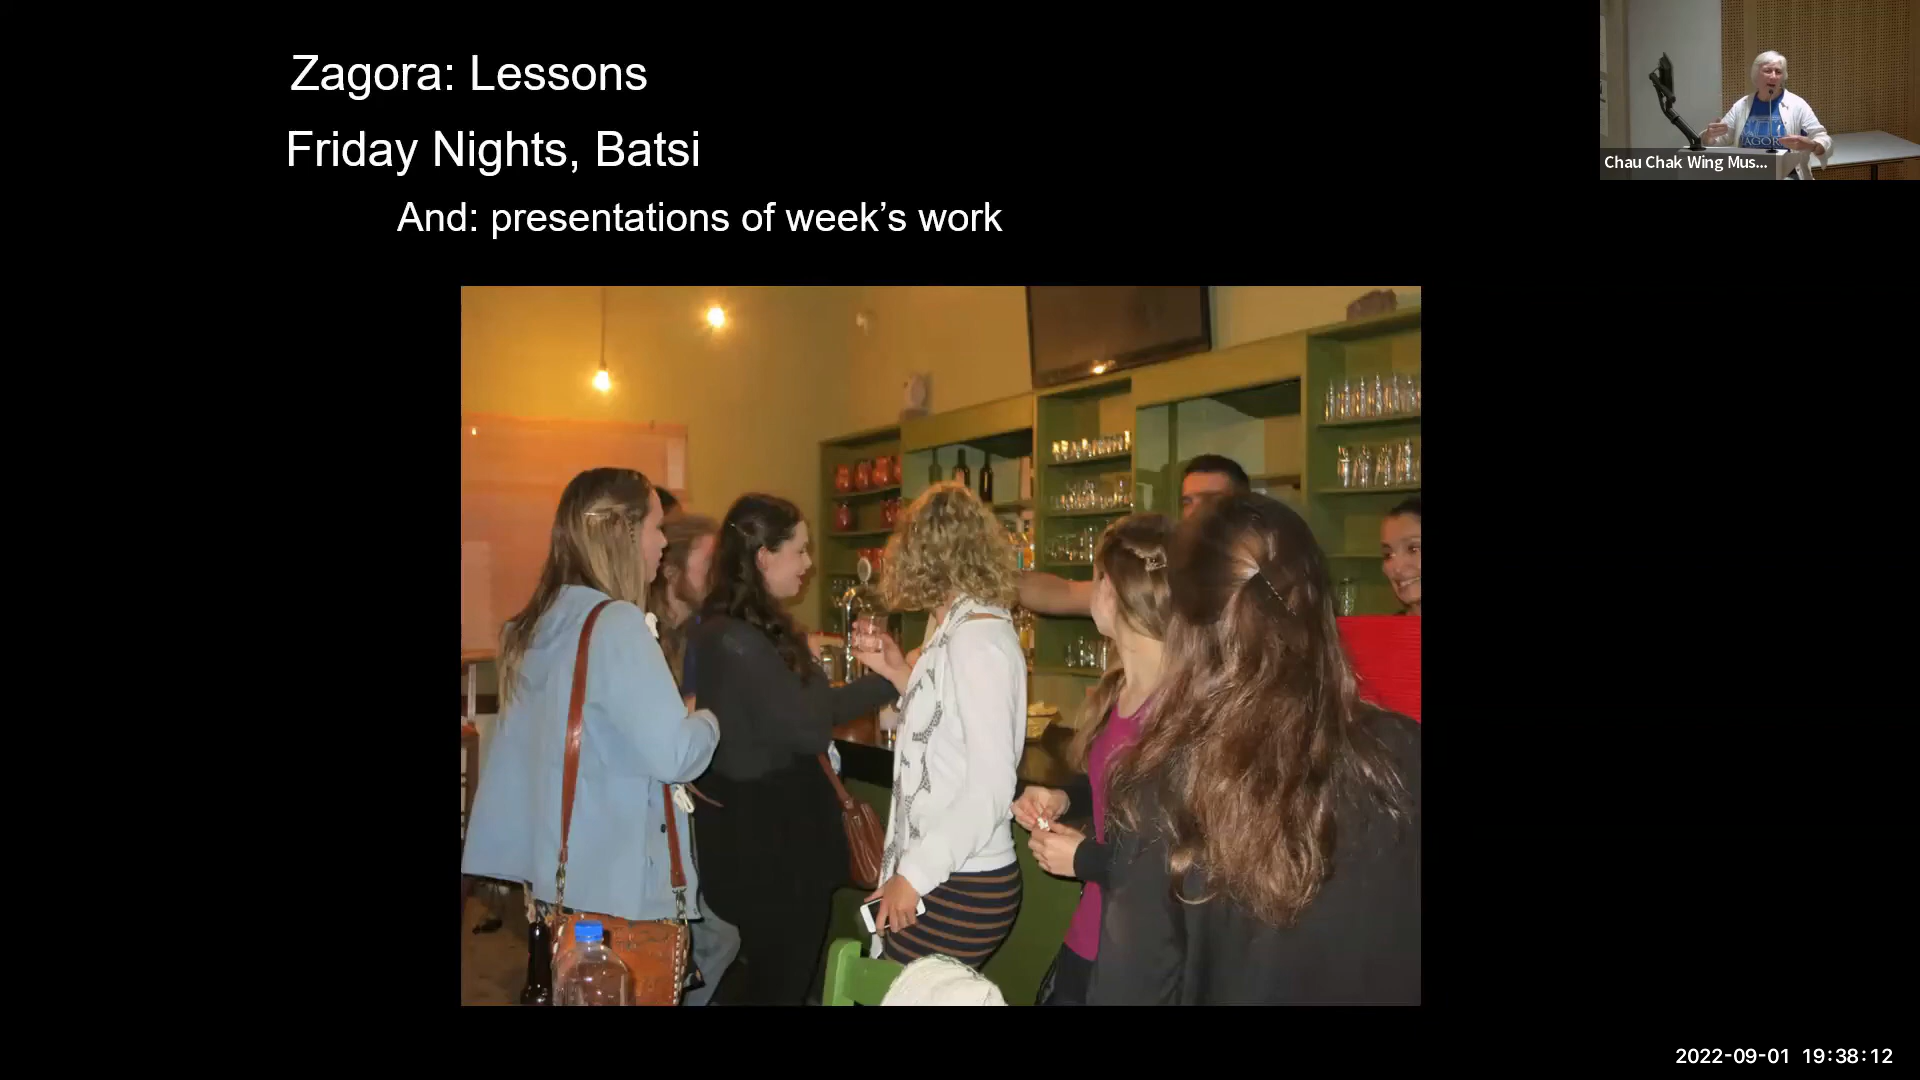 Zagora: Lessons
Friday Nights, Batsi
And: presentations of week’s work
AGOR
Chau Chak Wing Mus...
2022-09-01 19:38:12